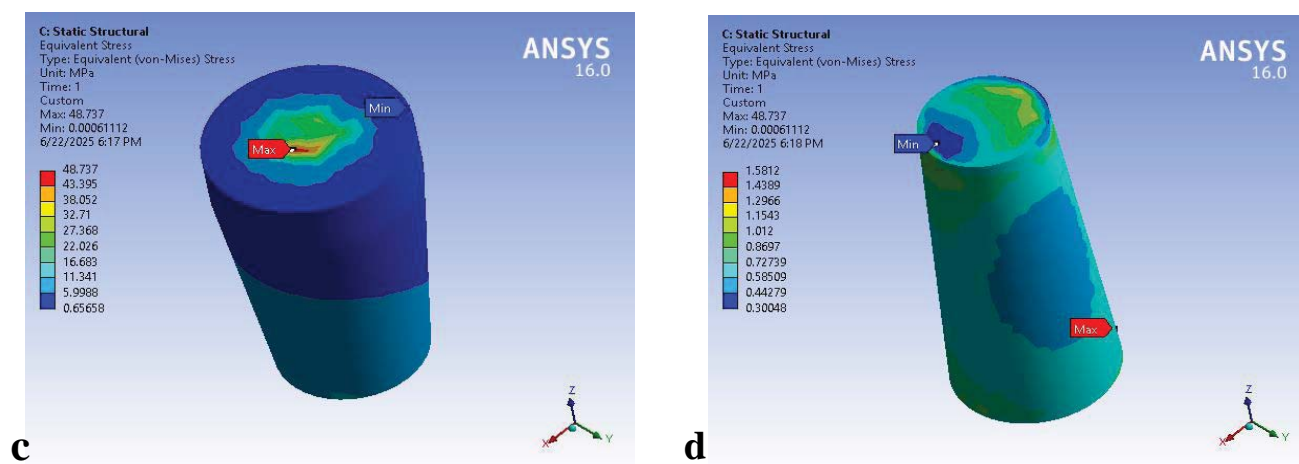 C: Static Structural
Equivalent Stress
Type: Equivalent (von-Mises) Stress
Unit: MPa
Time: 1
Custom
Max: 48.737
Min: 0.00061112
6/22/2025 6:17 PM
48.737
43.395
38.052
32.71
27.368
22.026
16.683
11.341
5.9988
0.65658
ANSYS
16.0
Min
Max
Z
X
Y
c
C: Static Structural
Equivalent Stress
Type: Equivalent (von-Mises) Stress
Unit: MPa
Time: 1
Custom
Max: 48.737
Min: 0.00061112
6/22/2025 6:18 PM
1.5812
1.4389
1.2966
1.1543
1.012
0.8697
0.72739
0.58509
0.44279
0.30048
ANSYS
16.0
Min
Max
Z
X
Y
d